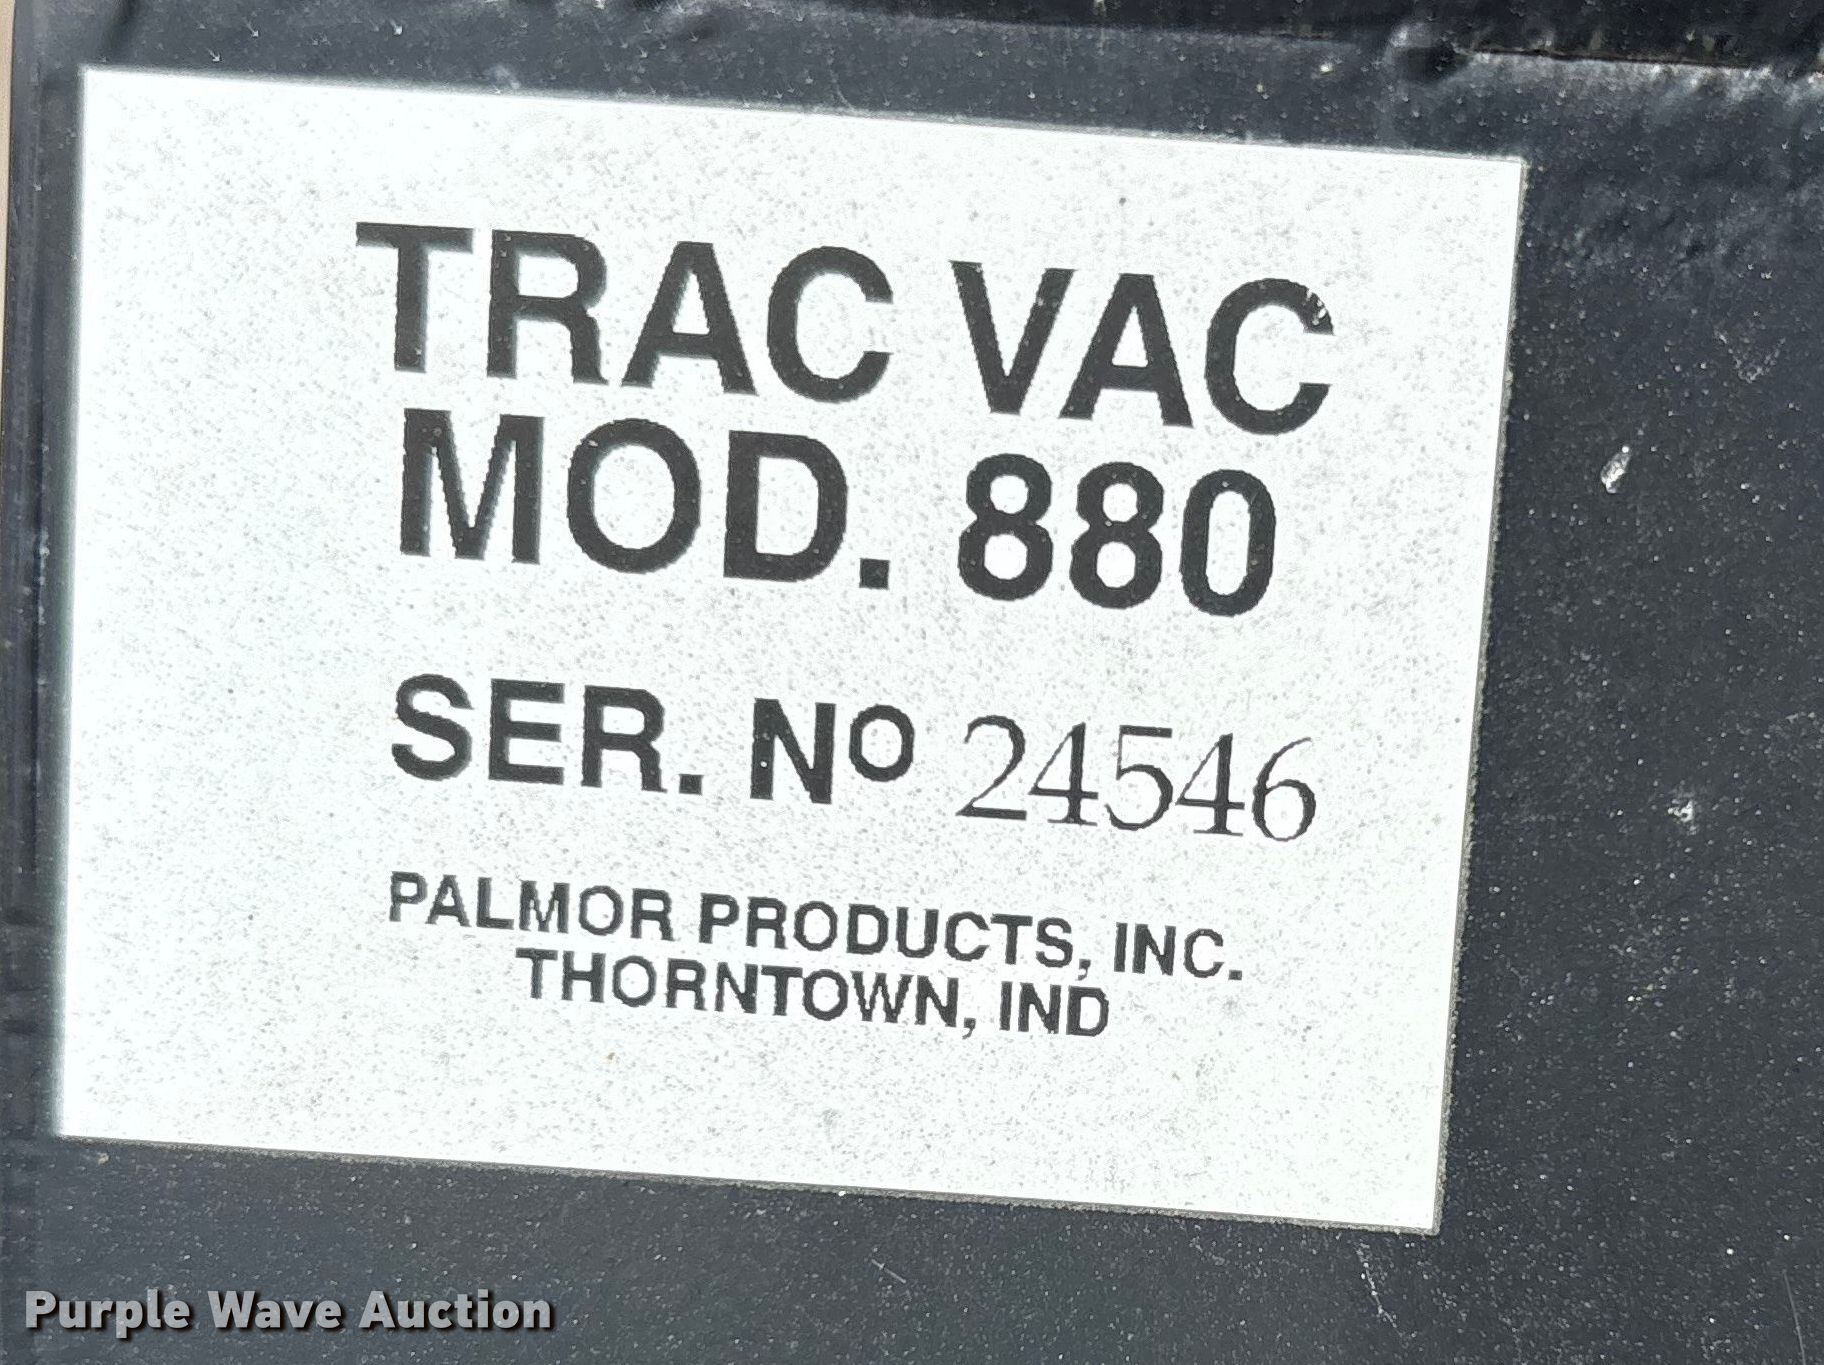 TRAC VAC
MOD. 880
SER. NO 24546
PALMOR PRODUCTS, INC.
THORNTOWN, IND
Purple Wave Auction